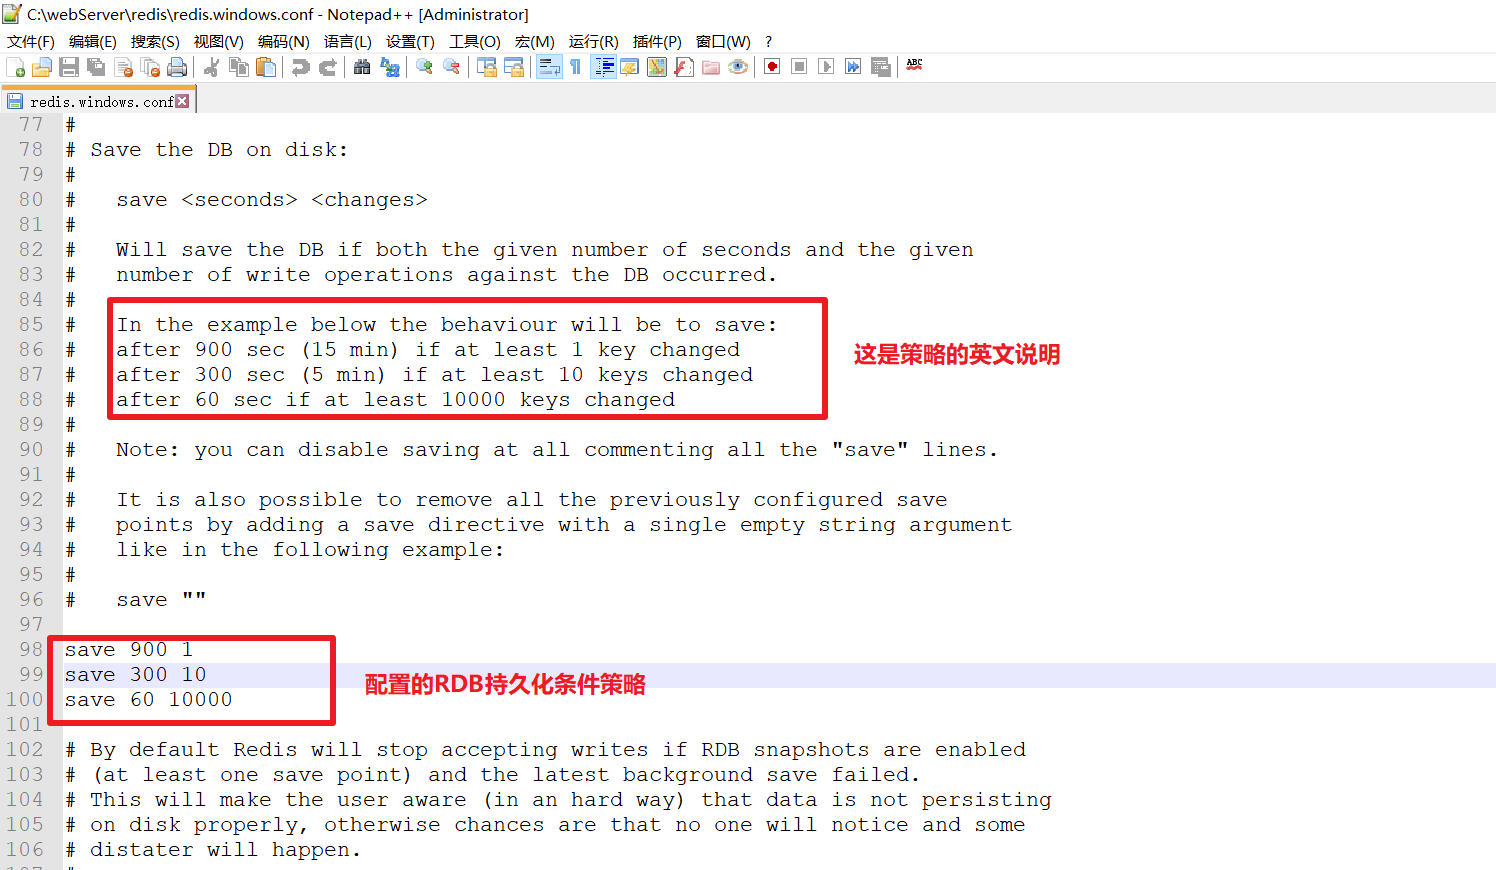 C:\webServer\redis\redis.windows.conf - Notepad++ [Administrator]
文件(F) 编辑(E) 搜索(S) 视图(V) 编码(N) 语言(L) 设置(T) 工具(O) 宏(M) 运行(R) 插件(P) 窗口(W) ?
ABC
redis.windows.conf
77 #
78 # Save the DB on disk:
79 #
80 #   save <seconds> <changes>
81 #
82 #   Will save the DB if both the given number of seconds and the given
83 #   number of write operations against the DB occurred.
84 #
85 #   In the example below the behaviour will be to save:
86 #   after 900 sec (15 min) if at least 1 key changed
这是策略的英文说明
87 #   after 300 sec (5 min) if at least 10 keys changed
88 #   after 60 sec if at least 10000 keys changed
89 #
90 #   Note: you can disable saving at all commenting all the "save" lines.
91 #
92 #   It is also possible to remove all the previously configured save
93 #   points by adding a save directive with a single empty string argument
94 #   like in the following example:
95 #
96 #   save ""
97
98 save 900 1
99 save 300 10
配置的RDB持久化条件策略
100 save 60 10000
101
102 # By default Redis will stop accepting writes if RDB snapshots are enabled
103 # (at least one save point) and the latest background save failed.
104 # This will make the user aware (in an hard way) that data is not persisting
105 # on disk properly, otherwise chances are that no one will notice and some
106 # distater will happen.
107 #